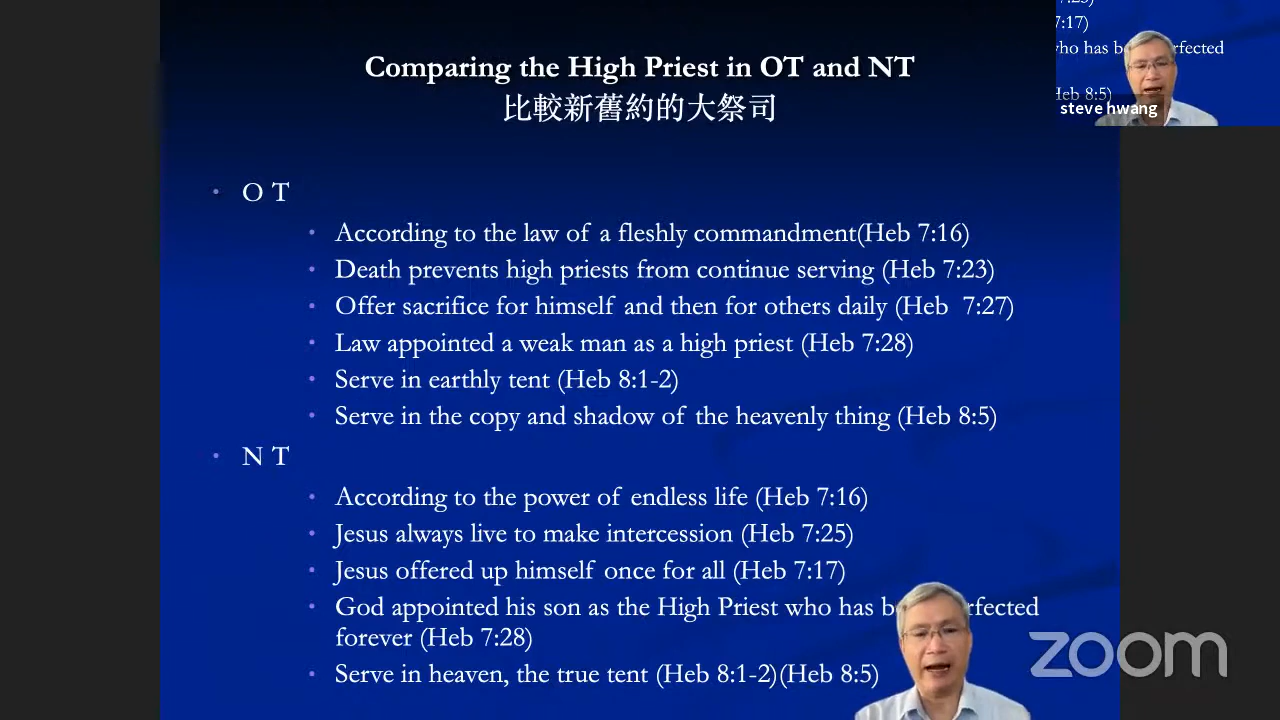 Comparing the High Priest in OT and NT
比較新舊約的大祭司
O T
According to the law of a fleshly commandment(Heb 7:16)
Death prevents high priests from continue serving (Heb 7:23)
Offer sacrifice for himself and then for others daily (Heb 7:27)
Law appointed a weak man as a high priest (Heb 7:28)
Serve in earthly tent (Heb 8:1-2)
Serve in the copy and shadow of the heavenly thing (Heb 8:5)
N T
According to the power of endless life (Heb 7:16)
Jesus always live to make intercession (Heb 7:25)
Jesus offered up himself once for all (Heb 7:17)
God appointed his son as the High Priest who has
forever (Heb 7:28)
Serve in heaven, the true tent (Heb 8:1-2)(Heb 8:5)
7:17)
who has
Heb 8:5)
steve hwang
zoom